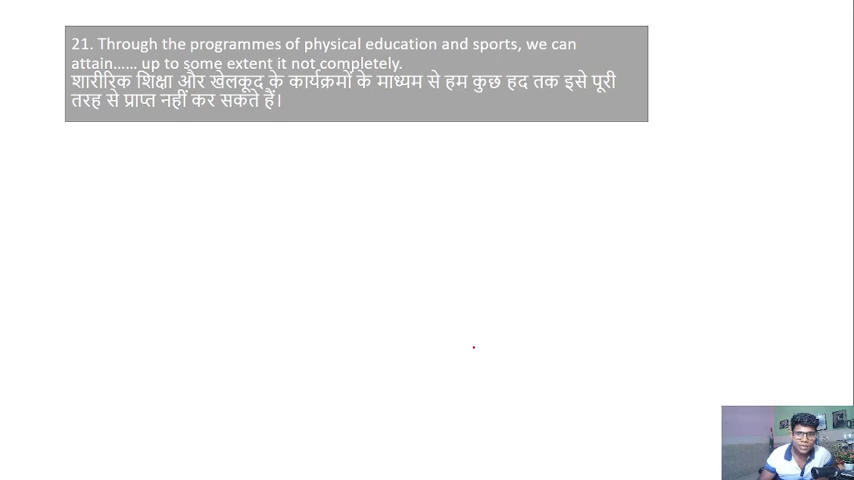 21. Through the programmes of physical education and sports, we can
attain...... up to some extent it not completely.
शारीरिक शिक्षा और खेलकूद के कार्यक्रमों के माध्यम से हम कुछ हद तक इसे पूरी
तरह से प्राप्त नहीं कर सकते हैं।